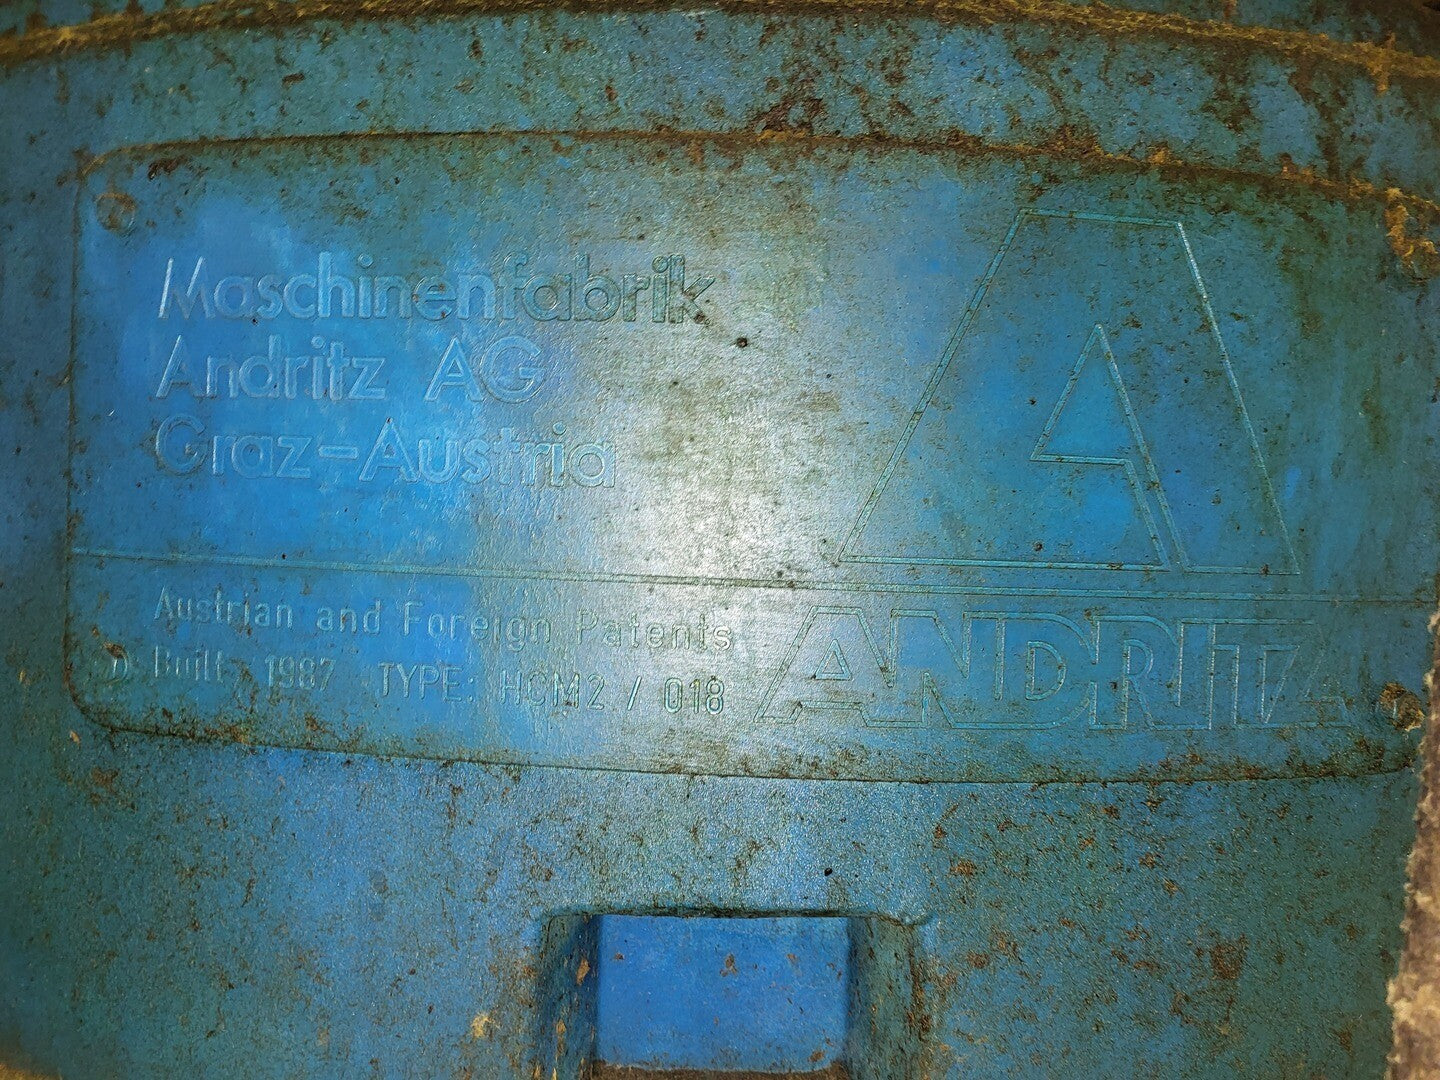 Maschinenfabrik
Andritz AG
Graz-Austria
Austrian and Foreign Patents
Built 1987 TYPE: HCM2 / 018
ANDRITZ